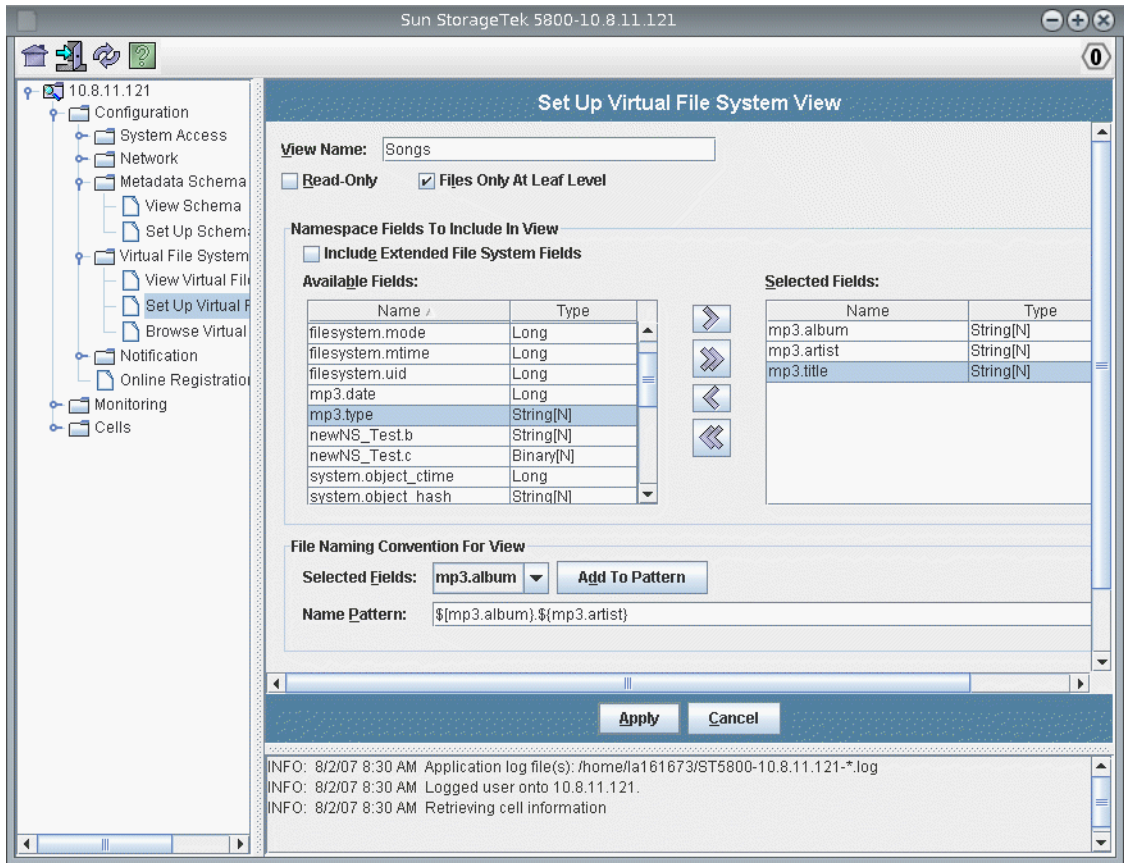 Sun StorageTek 5800-10.8.11.121
0
10.8.11.121
Configuration
System Access
Network
Metadata Schema
View Schema
Set Up Schem
Virtual File System
View Virtual Fil
Set Up Virtual F
Browse Virtual
Notification
Online Registration
Monitoring
Cells
Set Up Virtual File System View
View Name: Songs
Read-Only Files Only At Leaf Level
Namespace Fields To Include In View
Include Extended File System Fields
Available Fields: Selected Fields:
Name Type Name Type
filesystem.mode Long mp3.album String[N]
filesystem.mtime Long mp3.artist String[N]
filesystem.uid Long mp3.title String[N]
mp3.date Long
mp3.type String[N]
newNS_Test.b String[N]
newNS_Test.c Binary[N]
system.object_ctime Long
system.object_hash String[N]
File Naming Convention For View
Selected Fields: mp3.album Add To Pattern
Name Pattern: $[mp3.album}.${mp3.artist}
Apply Cancel
INFO: 8/2/07 8:30 AM Application log file(s): /home/la161673/ST5800-10.8.11.121-*.log
INFO: 8/2/07 8:30 AM Logged user onto 10.8.11.121.
INFO: 8/2/07 8:30 AM Retrieving cell information